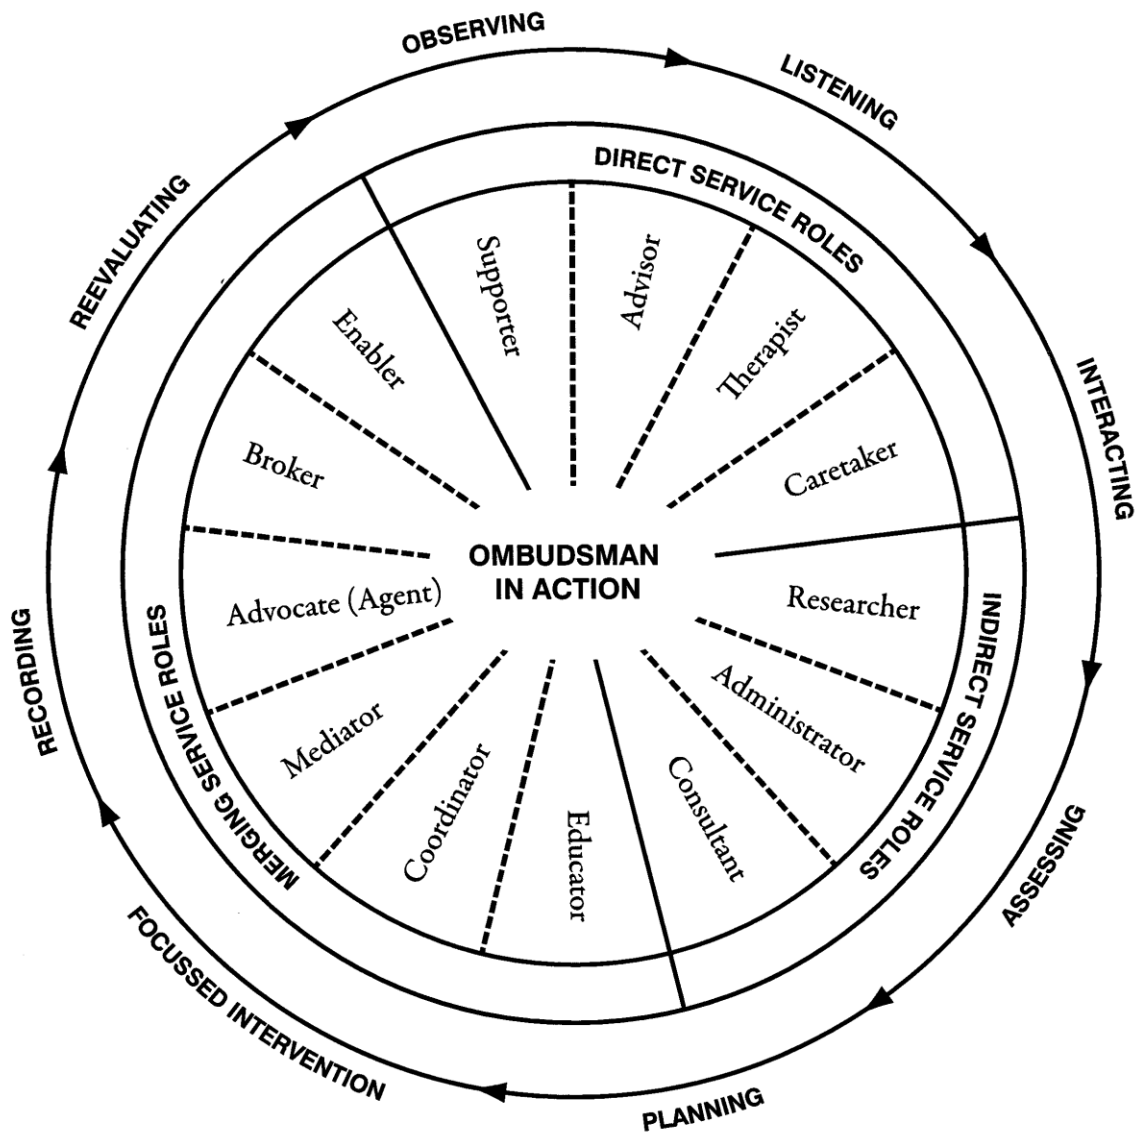 OBSERVING
LISTENING
INTERACTING
ASSESSING
PLANNING
FOCUSSED INTERVENTION
RECORDING
REEVALUATING
DIRECT SERVICE ROLES
INDIRECT SERVICE ROLES
MERGING SERVICE ROLES
Supporter
Advisor
Therapist
Caretaker
Researcher
Administrator
Consultant
Educator
Coordinator
Mediator
Advocate (Agent)
Broker
Enabler
OMBUDSMAN
IN ACTION